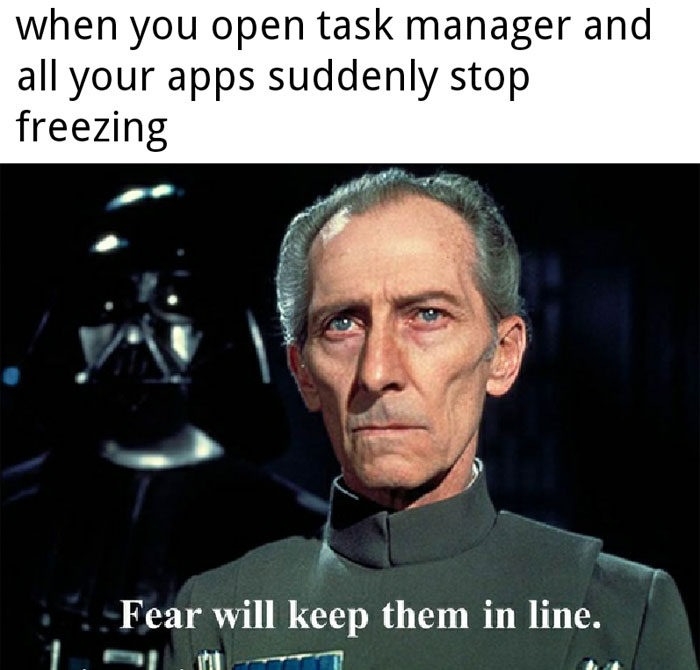 when you open task manager and
all your apps suddenly stop
freezing
Fear will keep them in line.